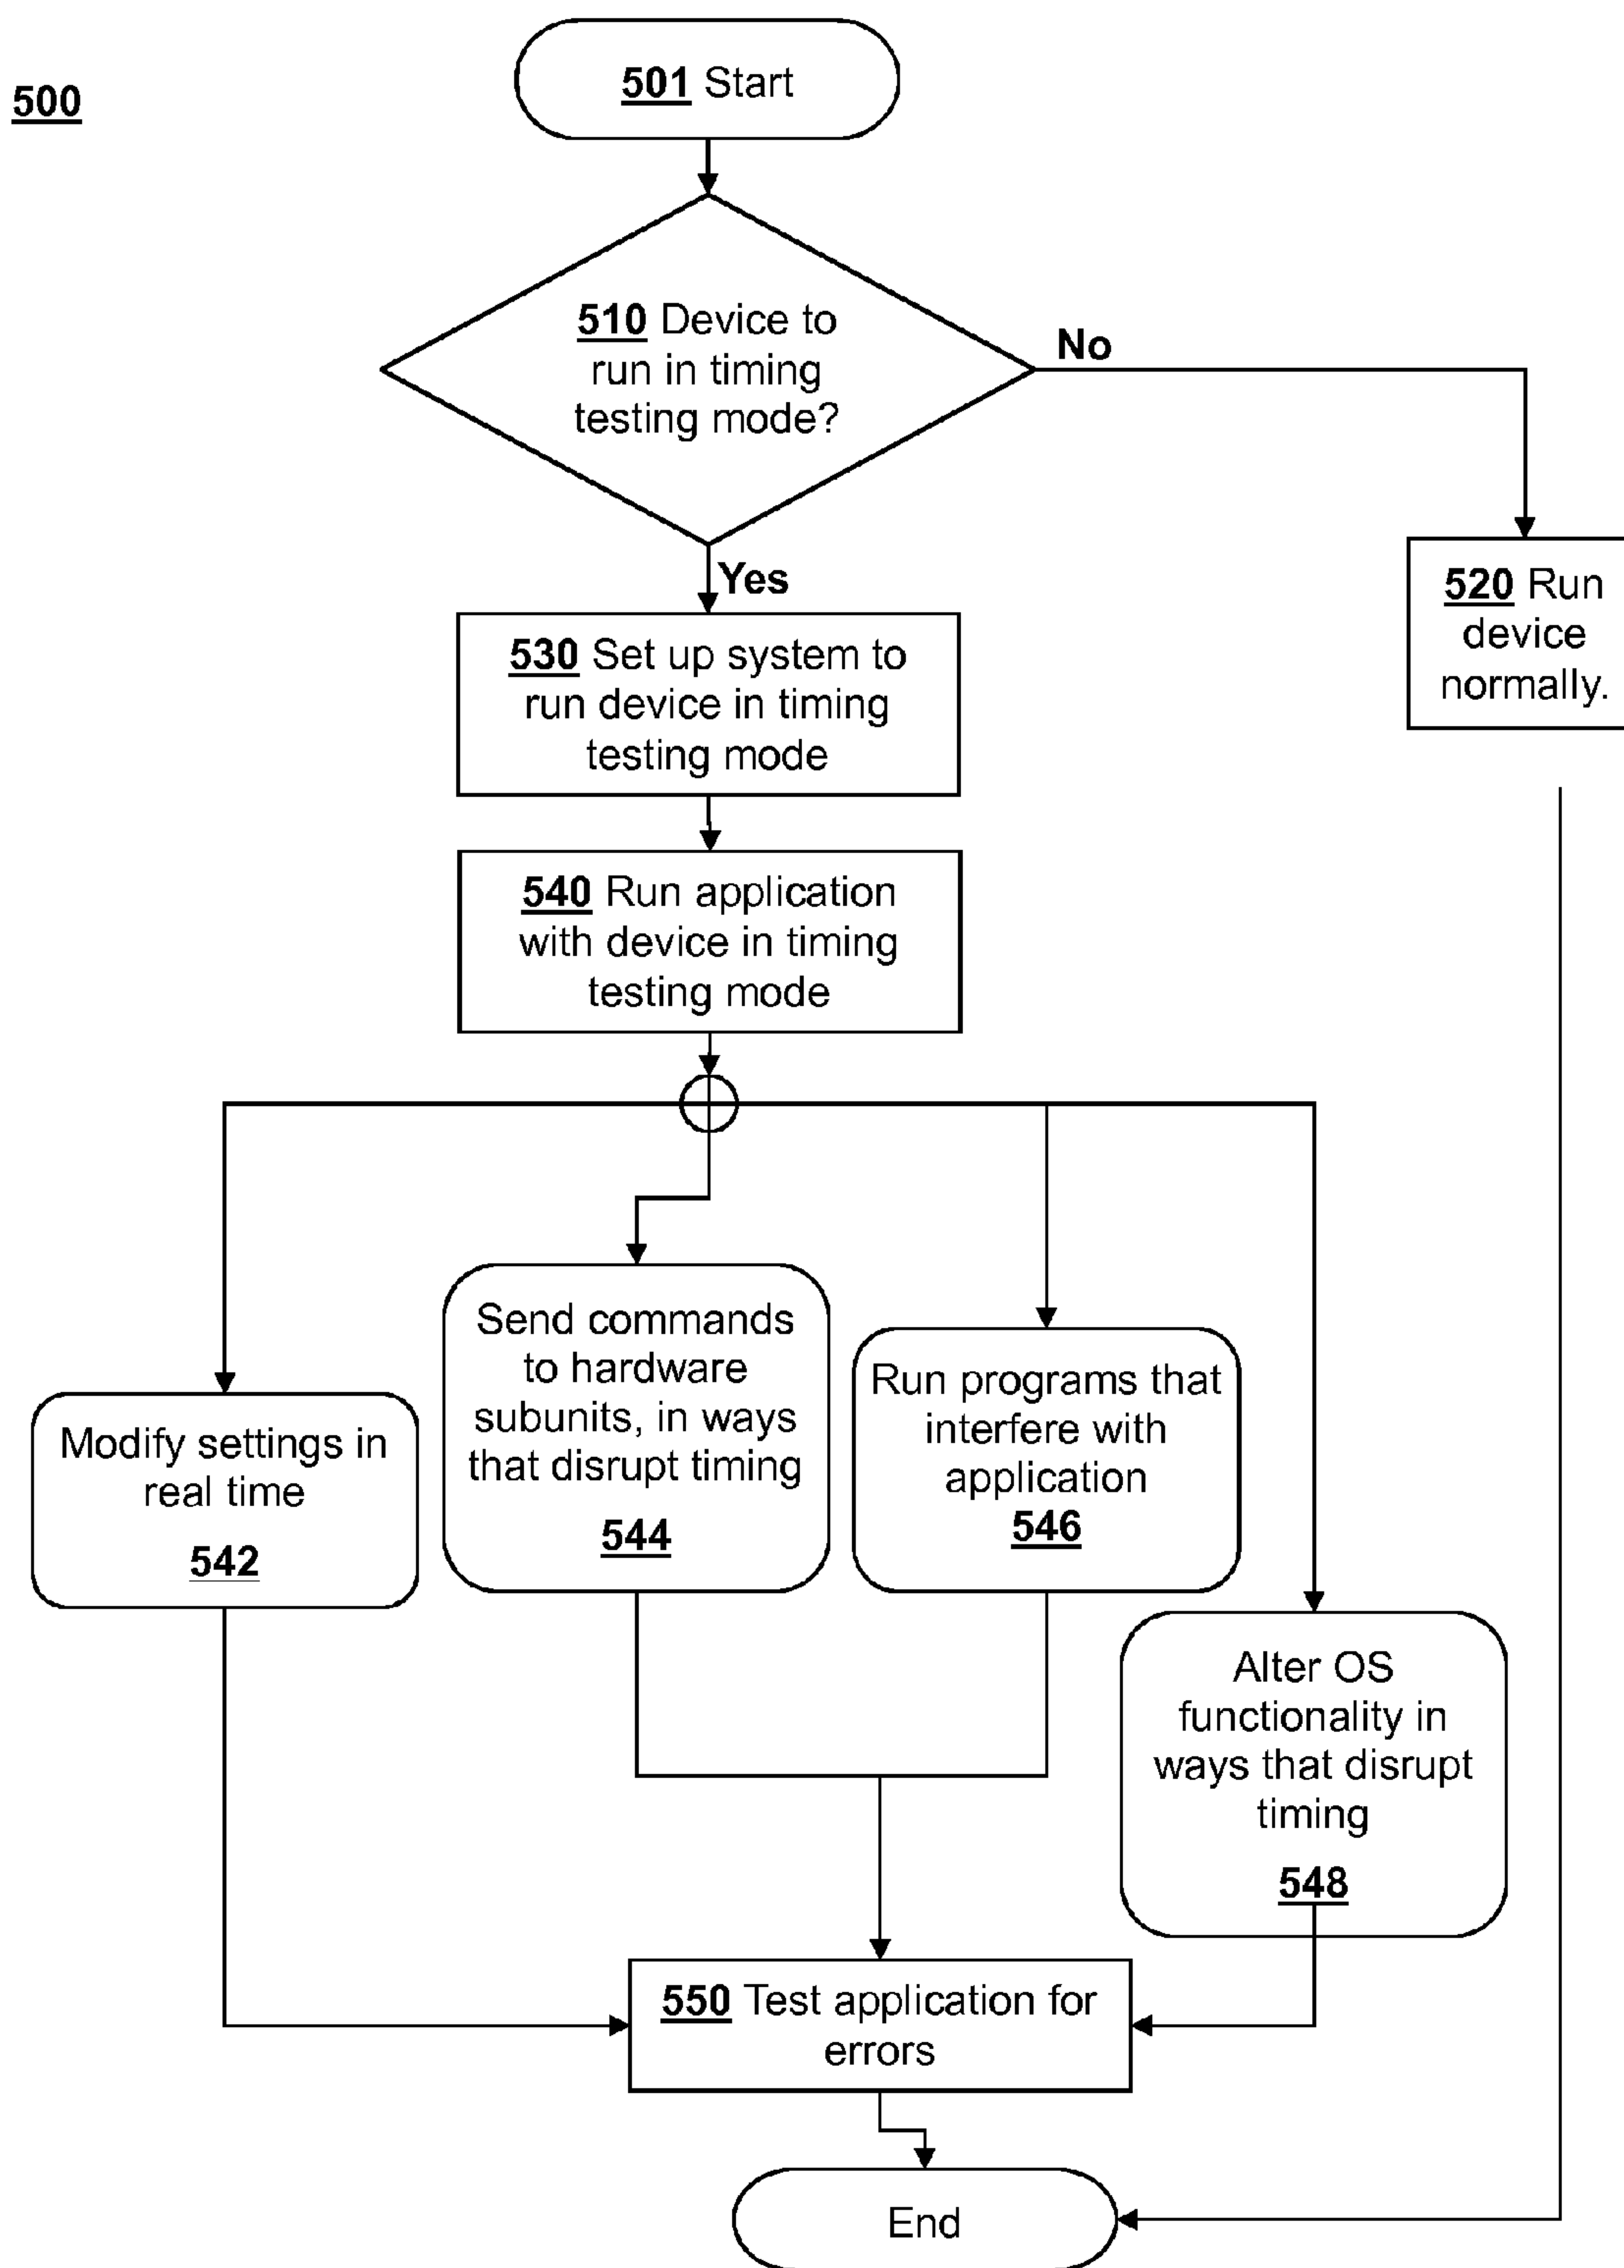 500
501 Start
510 Device to
run in timing
testing mode?
No
Yes
520 Run
device
normally.
530 Set up system to
run device in timing
testing mode
540 Run application
with device in timing
testing mode
Modify settings in
real time
542
Send commands
to hardware
subunits, in ways
that disrupt timing
544
Run programs that
interfere with
application
546
Alter OS
functionality in
ways that disrupt
timing
548
550 Test application for
errors
End